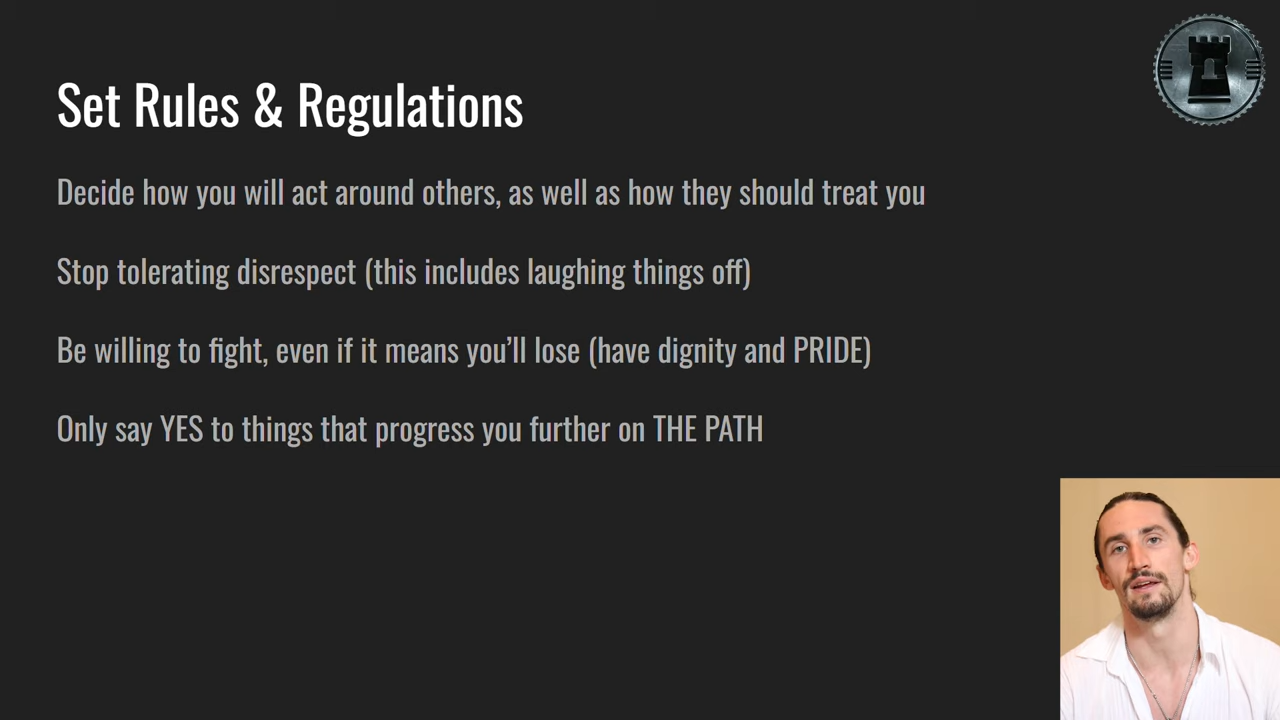 Set Rules & Regulations
Decide how you will act around others, as well as how they should treat you
Stop tolerating disrespect (this includes laughing things off)
Be willing to fight, even if it means you’ll lose (have dignity and PRIDE)
Only say YES to things that progress you further on THE PATH